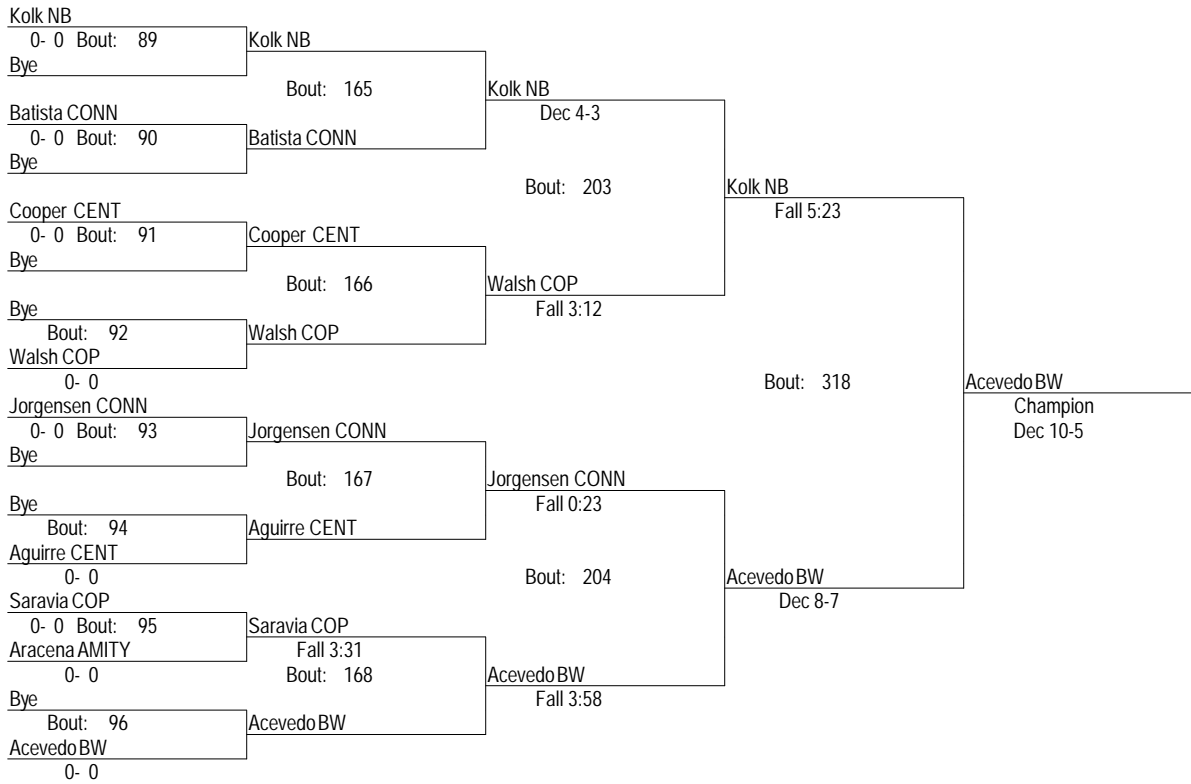 Kolk NB
0- 0 Bout: 89
Kolk NB
Bye
Bout: 165
Kolk NB
Batista CONN
Dec 4-3
0- 0 Bout: 90
Batista CONN
Bye
Bout: 203
Kolk NB
Cooper CENT
Fall 5:23
0- 0 Bout: 91
Cooper CENT
Bye
Bout: 166
Walsh COP
Bye
Fall 3:12
Bout: 92
Walsh COP
Walsh COP
0- 0
Bout: 318
Acevedo BW
Jorgensen CONN
Champion
0- 0 Bout: 93
Jorgensen CONN
Dec 10-5
Bye
Bout: 167
Jorgensen CONN
Bye
Fall 0:23
Bout: 94
Aguirre CENT
Aguirre CENT
0- 0
Bout: 204
Acevedo BW
Saravia COP
Dec 8-7
0- 0 Bout: 95
Saravia COP
Aracena AMITY
Fall 3:31
0- 0
Bout: 168
Acevedo BW
Bye
Fall 3:58
Bout: 96
Acevedo BW
Acevedo BW
0- 0